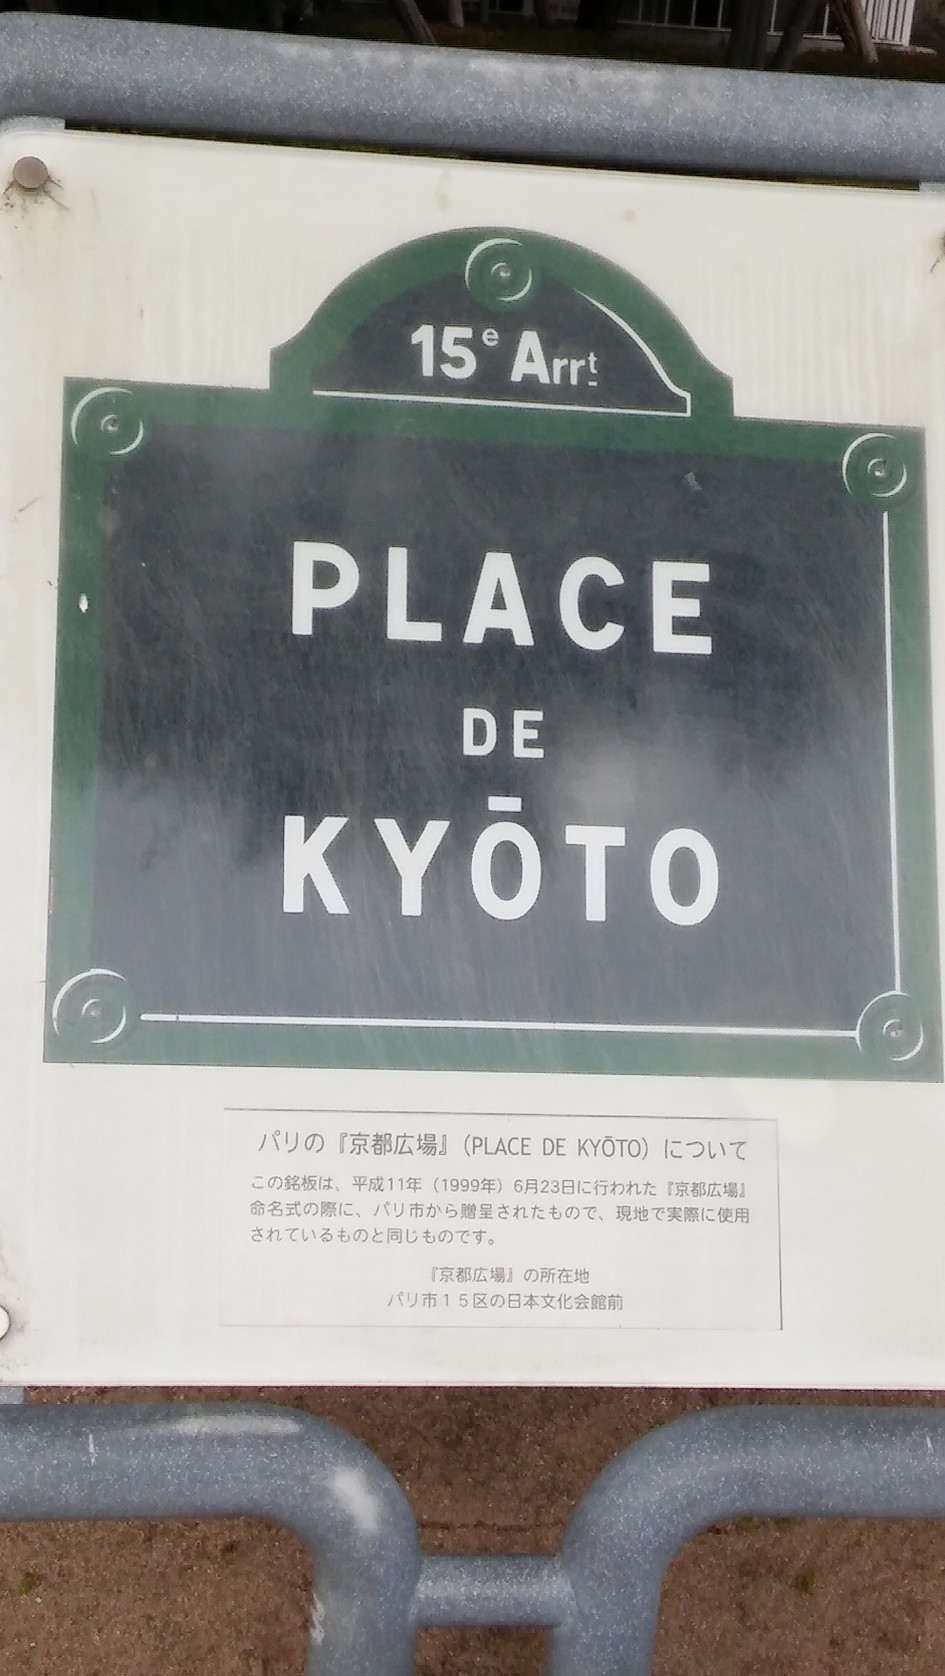 15ᵉ Arrᵗ
PLACE
DE
KYŌTO
パリの『京都広場』(PLACE DE KYŌTO) について
この銘板は、平成11年（1999年）6月23日に行われた『京都広場』
命名式の際に、パリ市から贈呈されたもので、現地で実際に使用
されているものと同じものです。
『京都広場』の所在地
パリ市１５区の日本文化会館前